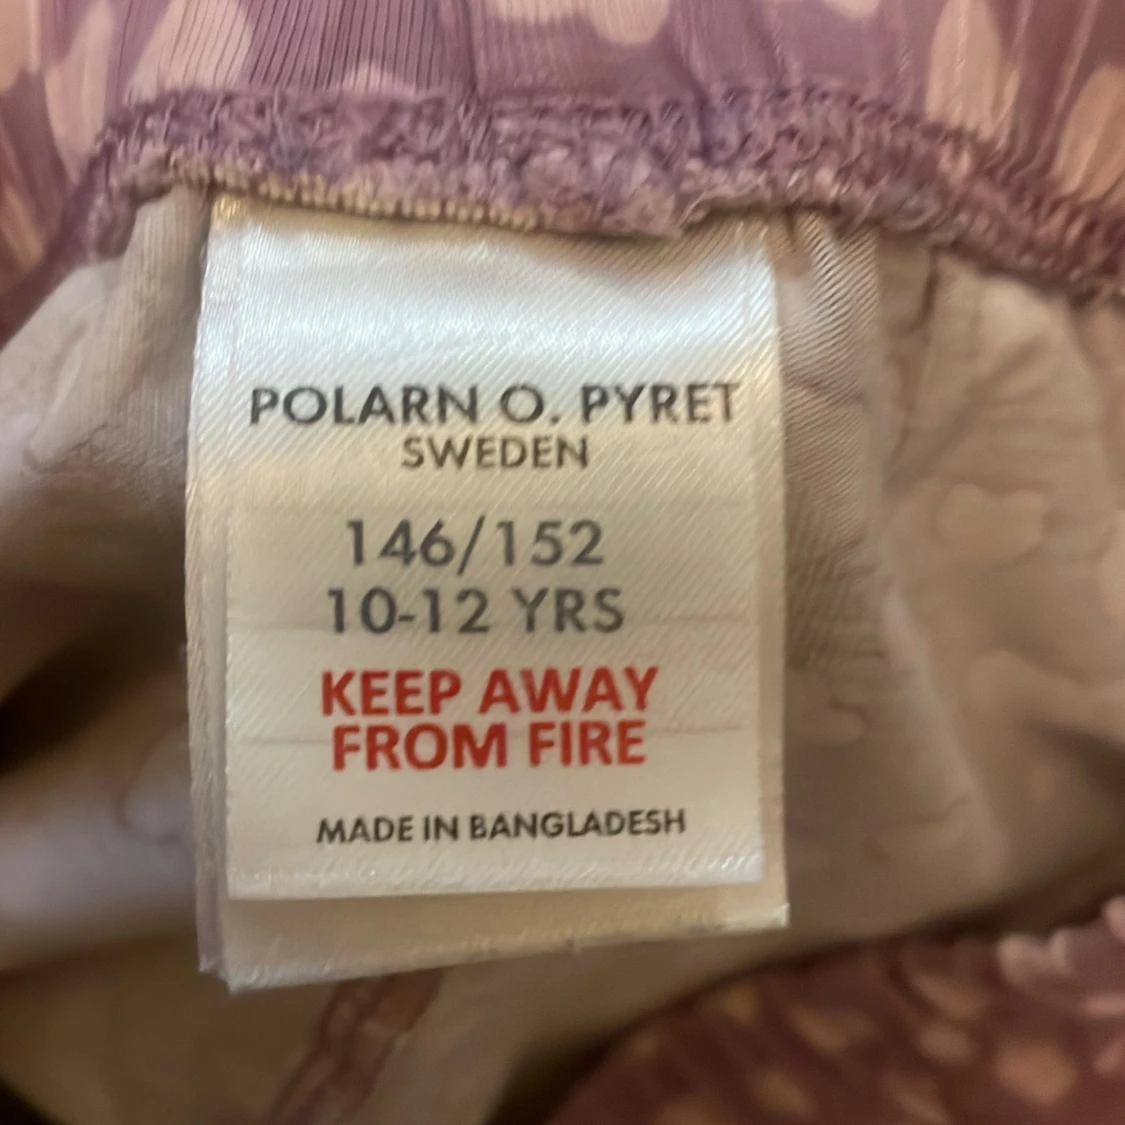 POLARN O. PYRET
SWEDEN
146/152
10-12 YRS
KEEP AWAY
FROM FIRE
MADE IN BANGLADESH